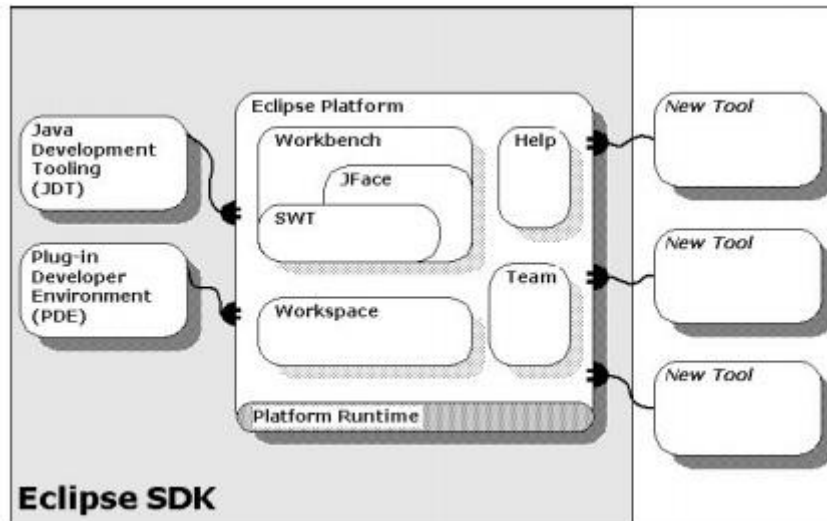 Eclipse Platform
New Tool
Java
Development
Tooling
(JDT)
Workbench
Help
JFace
SWT
Plug-in
Developer
Environment
(PDE)
Team
New Tool
Workspace
New Tool
Platform Runtime
Eclipse SDK